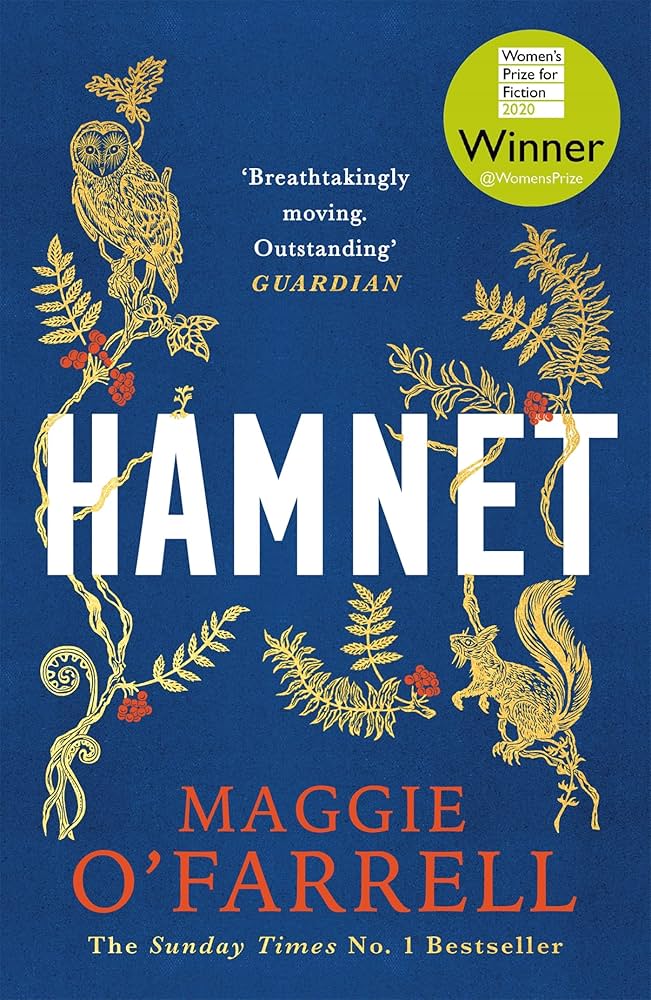 Women's
Prize for
Fiction
2020
Winner
@WomensPrize
‘Breathtakingly
moving.
Outstanding’
GUARDIAN
HAMNET
MAGGIE
O’FARRELL
The Sunday Times No. 1 Bestseller